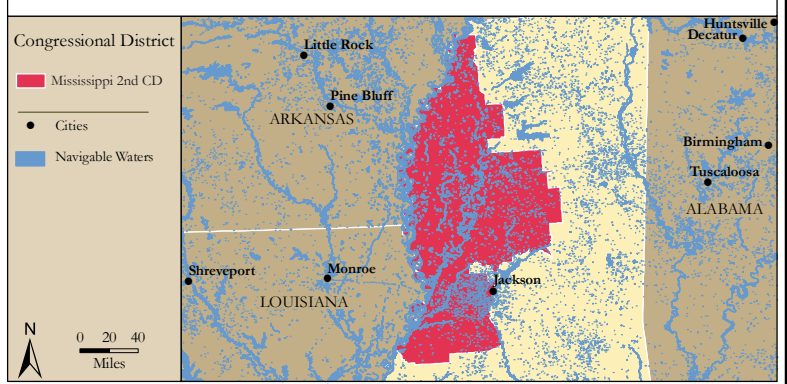 Congressional District
Mississippi 2nd CD
Cities
Navigable Waters
N
0 20 40
Miles
Huntsville
Decatur
Little Rock
Pine Bluff
ARKANSAS
Birmingham
Tuscaloosa
ALABAMA
Shreveport
Monroe
Jackson
LOUISIANA